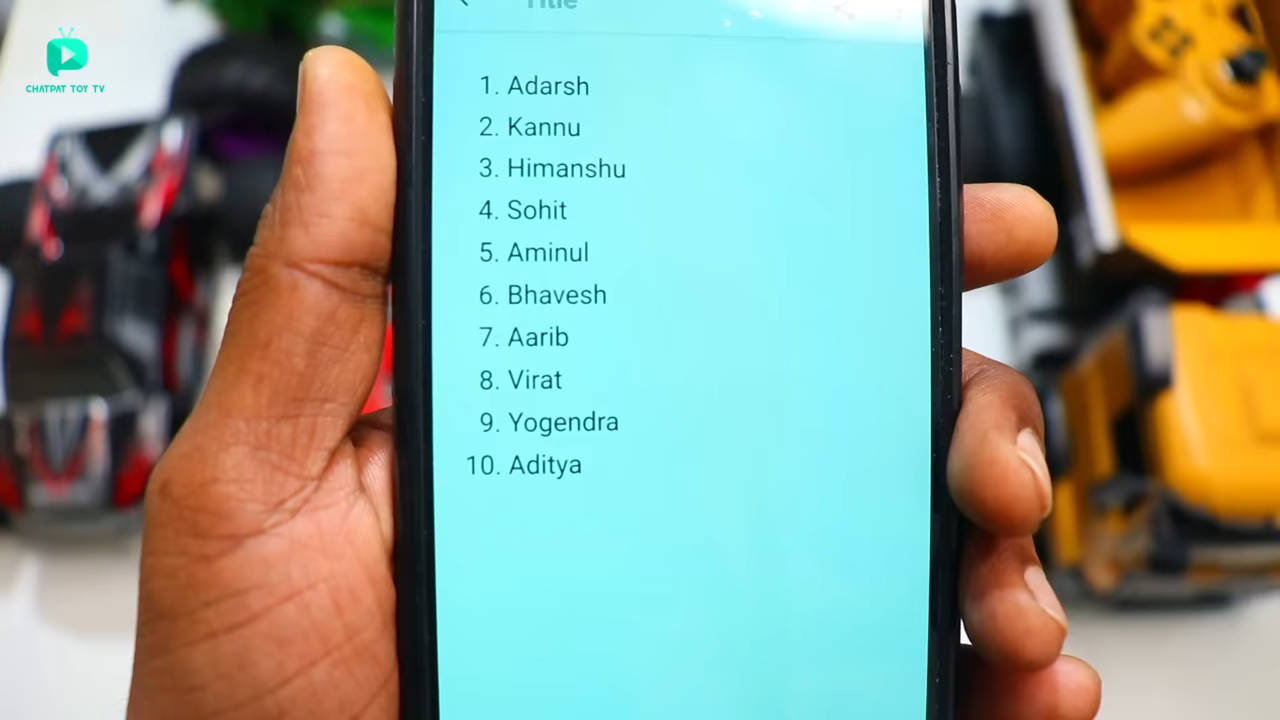 CHATPAT TOY TV
Title
1. Adarsh
2. Kannu
3. Himanshu
4. Sohit
5. Aminul
6. Bhavesh
7. Aarib
8. Virat
9. Yogendra
10. Aditya